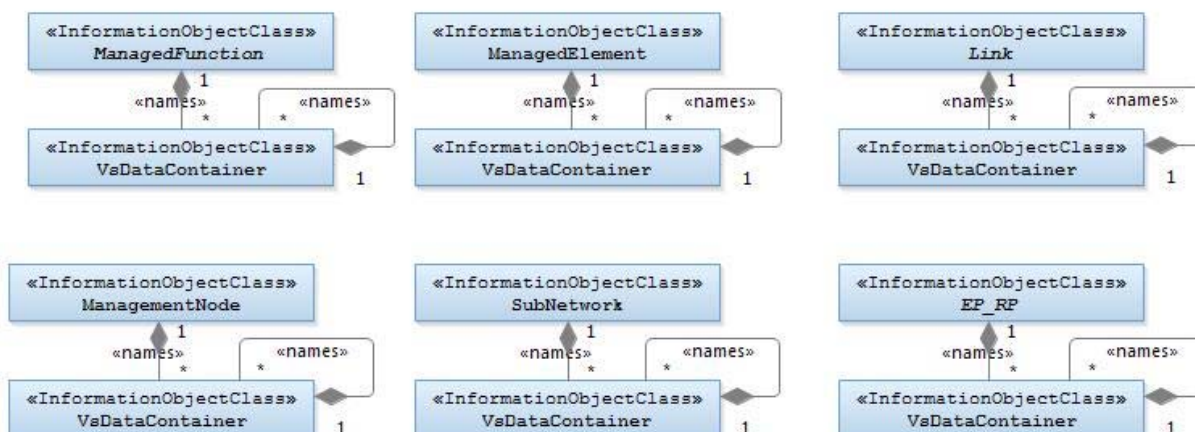 «InformationObjectClass»
ManagedFunction
1
«names»
«names»
*
*
«InformationObjectClass»
VsDataContainer
1
«InformationObjectClass»
ManagedElement
1
«names»
«names»
*
*
«InformationObjectClass»
VsDataContainer
1
«InformationObjectClass»
Link
1
«names»
«names»
*
*
«InformationObjectClass»
VsDataContainer
1
«InformationObjectClass»
ManagementNode
1
«names»
«names»
*
*
«InformationObjectClass»
VsDataContainer
1
«InformationObjectClass»
SubNetwork
1
«names»
«names»
*
*
«InformationObjectClass»
VsDataContainer
1
«InformationObjectClass»
EP_RP
1
«names»
«names»
*
*
«InformationObjectClass»
VsDataContainer
1